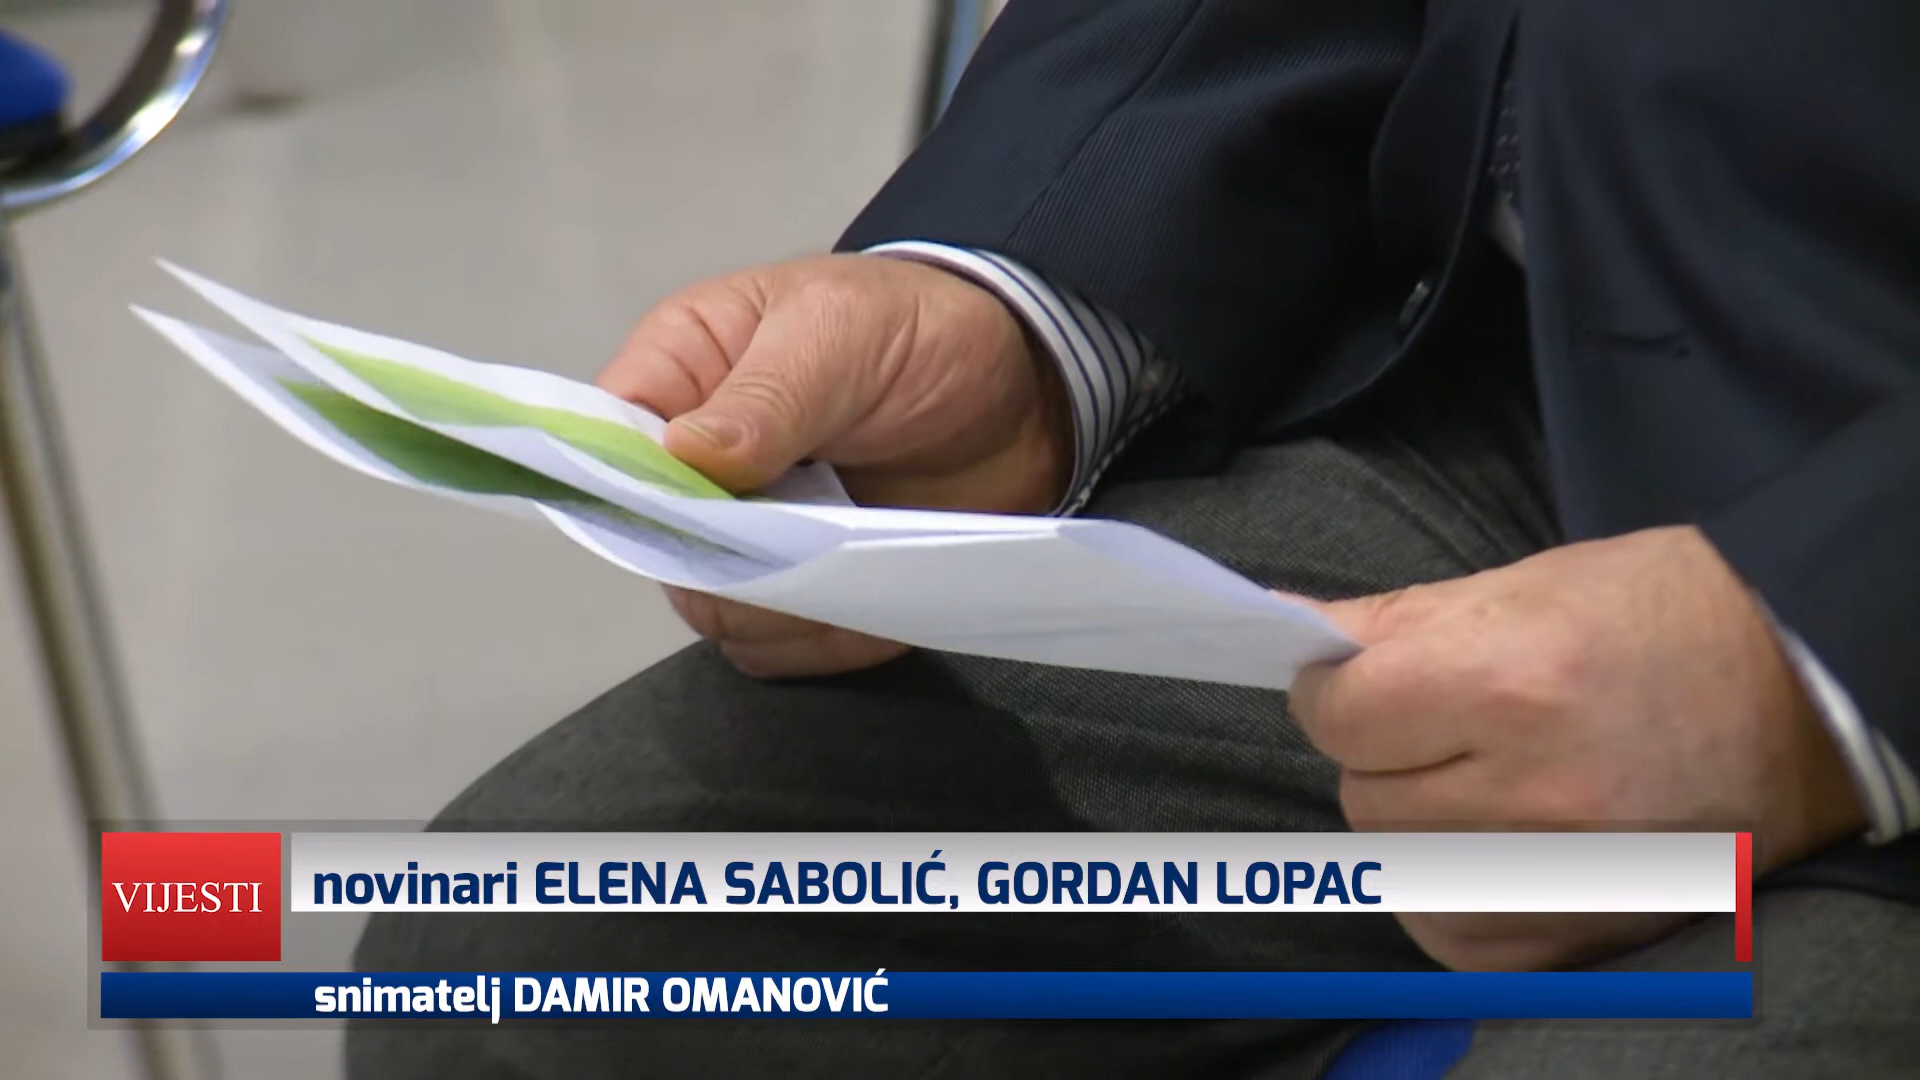 VIJESTI
novinari ELENA SABOLIĆ, GORDAN LOPAC
snimatelj DAMIR OMANOVIĆ